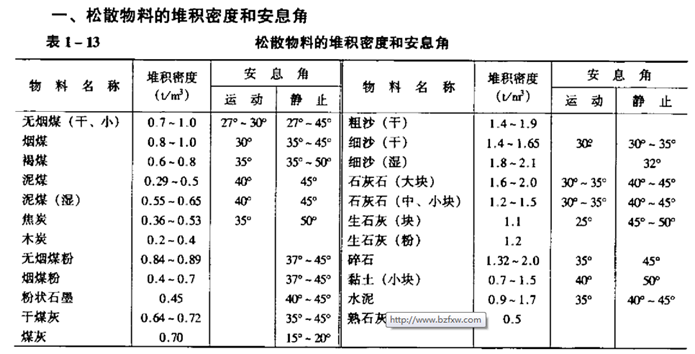 一、松散物料的堆积密度和安息角
表 1-13 松散物料的堆积密度和安息角
物料名称 堆积密度 (t/m³) 安息角 物料名称 堆积密度 (t/m³) 安息角
运动 静止 运动 静止
无烟煤（干、小） 0.7~1.0 27°~30° 27°~45° 粗沙（干） 1.4~1.9
烟煤 0.8~1.0 30° 35°~45° 细沙（干） 1.4~1.65 30° 30°~35°
褐煤 0.6~0.8 35° 35°~50° 细沙（湿） 1.8~2.1 32°
泥煤 0.29~0.5 40° 45° 石灰石（大块） 1.6~2.0 30°~35° 40°~45°
泥煤（湿） 0.55~0.65 40° 45° 石灰石（中、小块） 1.2~1.5 30°~35° 40°~45°
焦炭 0.36~0.53 35° 50° 生石灰（块） 1.1 25° 45°~50°
木炭 0.2~0.4 生石灰（粉） 1.2
无烟煤粉 0.84~0.89 37°~45° 碎石 1.32~2.0 35° 45°
烟煤粉 0.4~0.7 37°~45° 黏土（小块） 0.7~1.5 40° 50°
粉状石墨 0.45 40°~45° 水泥 0.9~1.7 35° 40°~45°
干煤灰 0.64~0.72 35°~45° 熟石灰 http://www.bzfxw.com 0.5
煤灰 0.70 15°~20°